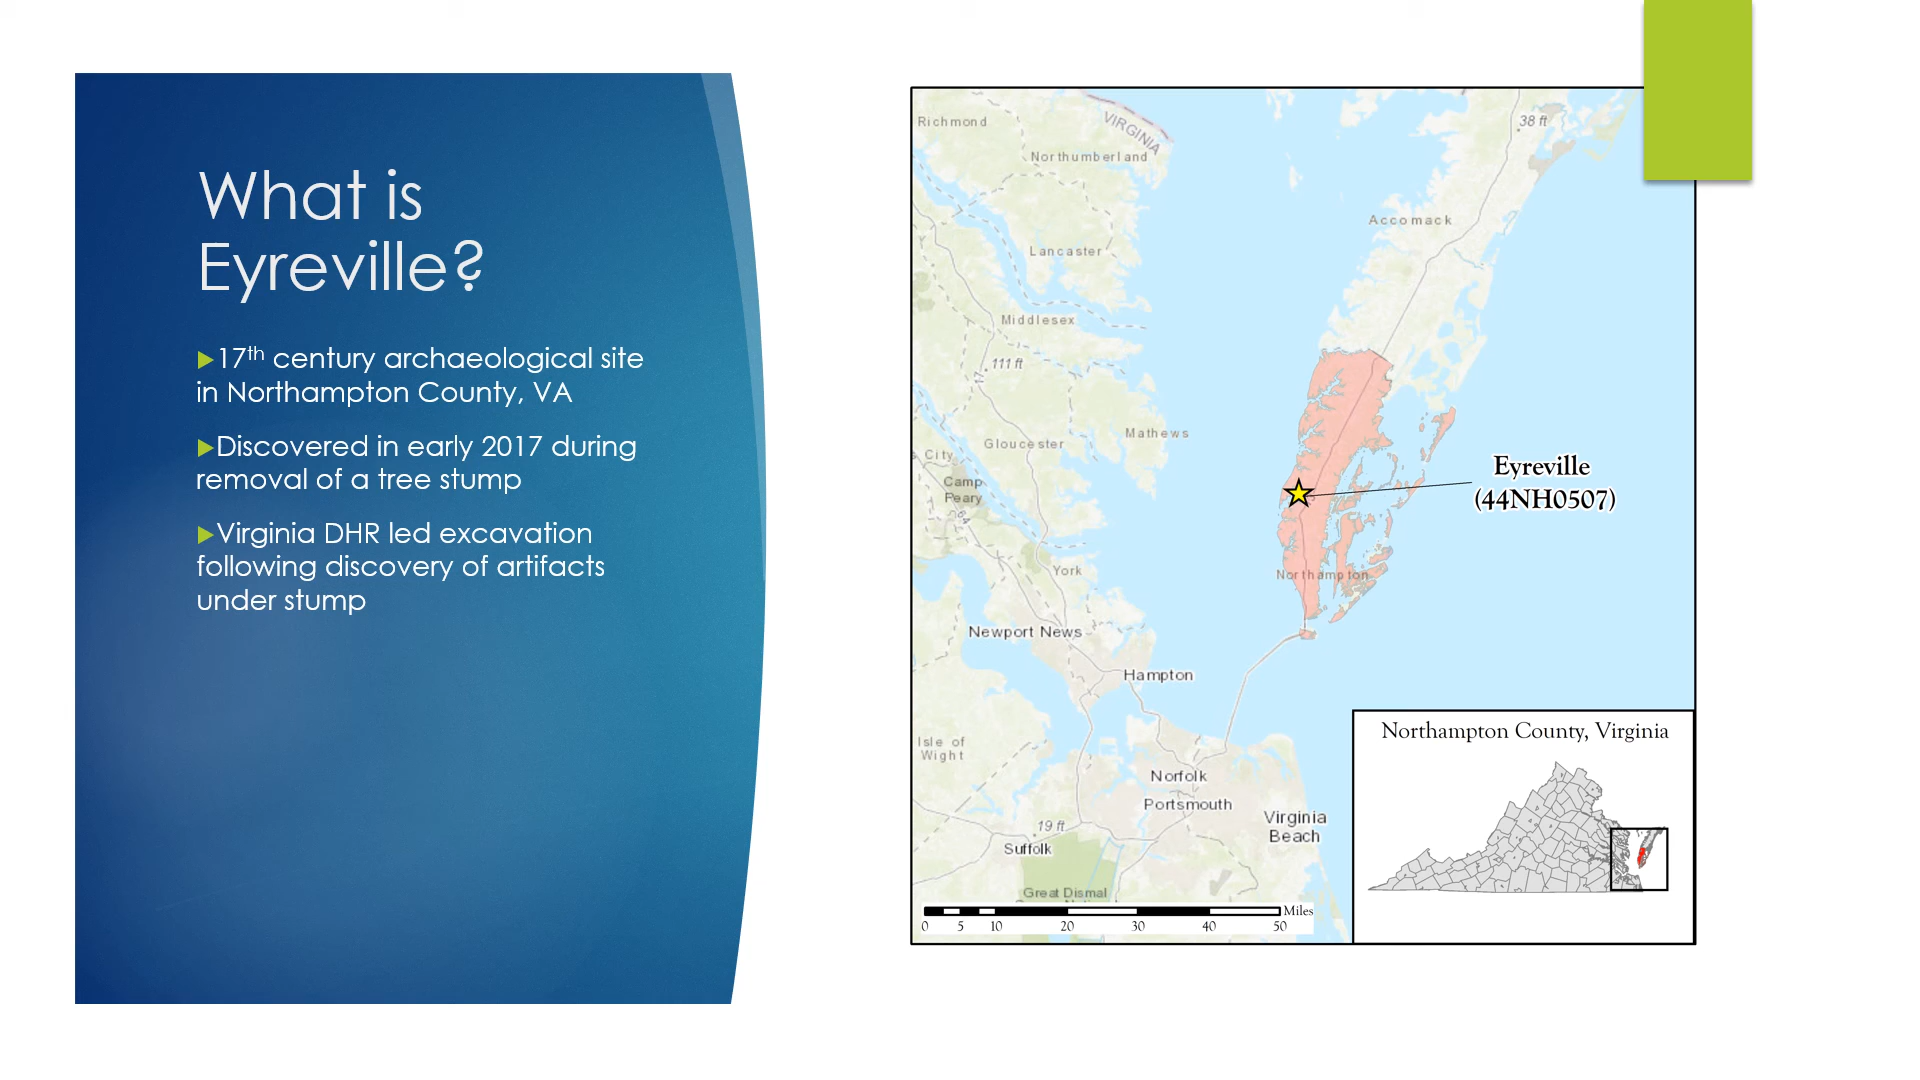 What is
Eyreville?
▶17th century archaeological site
in Northampton County, VA
▶Discovered in early 2017 during
removal of a tree stump
▶Virginia DHR led excavation
following discovery of artifacts
under stump
Richmond
VIRGINIA
38 ft
Northumberland
Accomack
Lancaster
Middlesex
111 ft
Mathews
Gloucester
City
Camp
Peary
64
Eyreville
(44NH0507)
York
Northampton
Newport News
Hampton
Isle of
Wight
Norfolk
Portsmouth
Virginia
Beach
19 ft
Suffolk
Great Dismal
Miles
0 5 10 20 30 40 50
Northampton County, Virginia